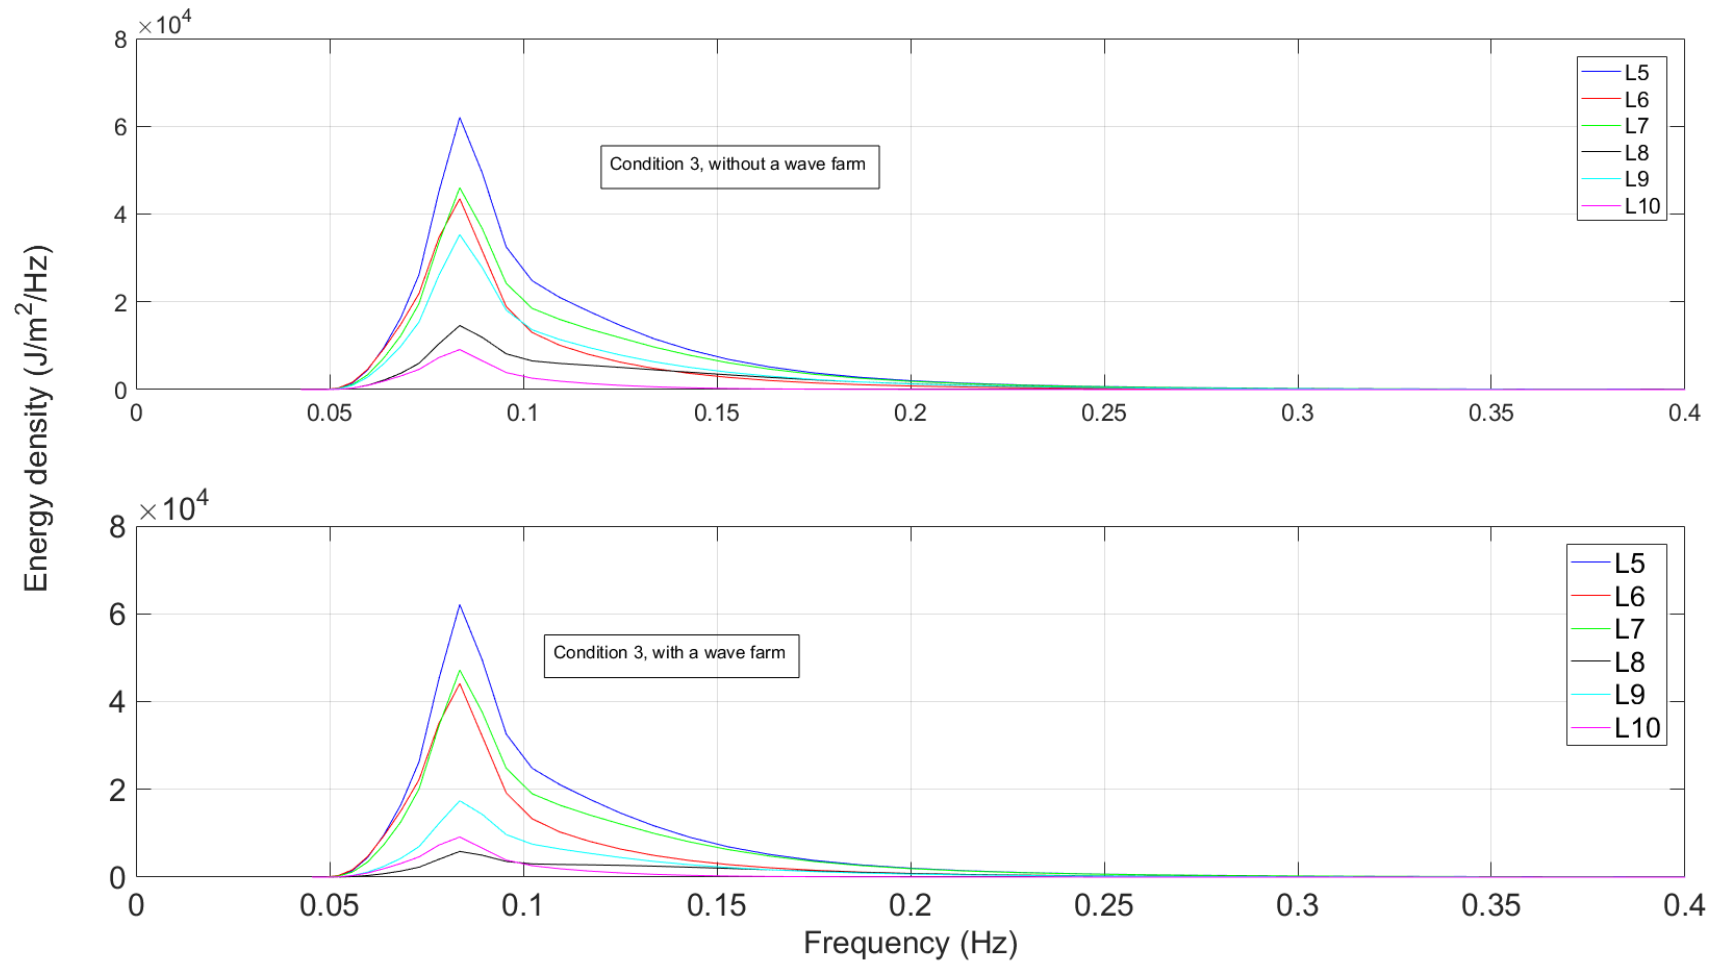 ×10⁴
8
6
4
2
0
0 0.05 0.1 0.15 0.2 0.25 0.3 0.35 0.4
Condition 3, without a wave farm
L5
L6
L7
L8
L9
L10
Energy density (J/m²/Hz)
×10⁴
8
6
4
2
0
0 0.05 0.1 0.15 0.2 0.25 0.3 0.35 0.4
Condition 3, with a wave farm
L5
L6
L7
L8
L9
L10
Frequency (Hz)